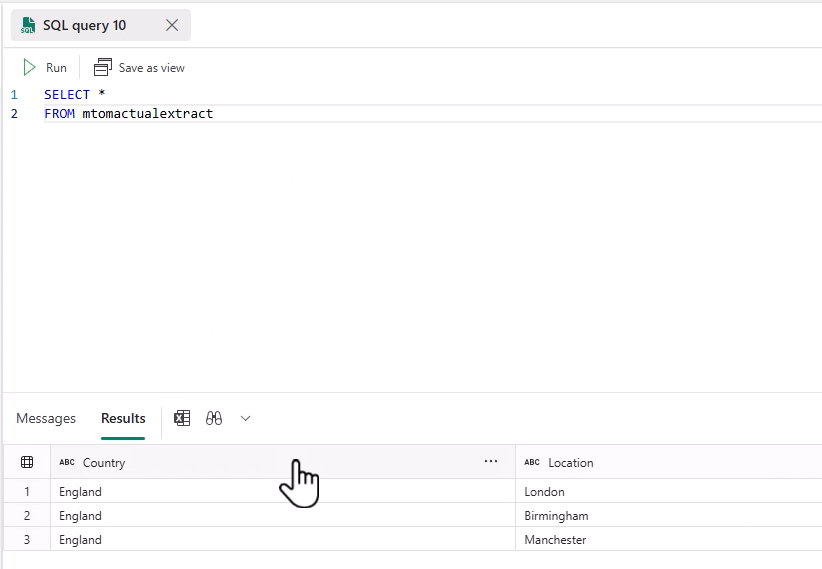 SQL query 10
Run Save as view
1 SELECT *
2 FROM mtomactualextract
Messages Results
ABC Country ... ABC Location
1 England London
2 England Birmingham
3 England Manchester